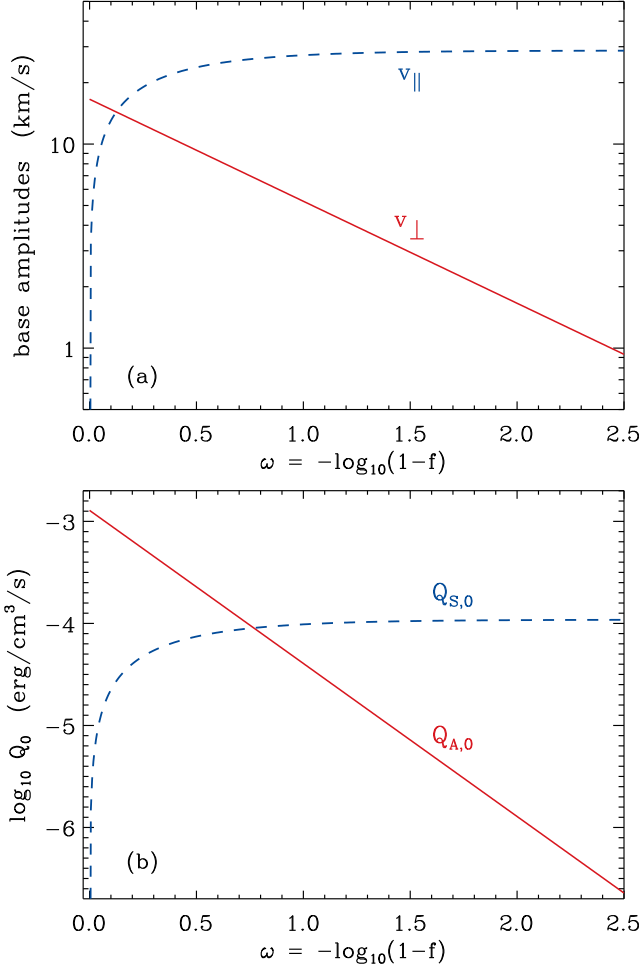 base amplitudes (km/s)
10
1
v∥
v⊥
(a)
0.0 0.5 1.0 1.5 2.0 2.5
ω = -log₁₀(1-f)
log₁₀ Q₀ (erg/cm³/s)
-3
-4
-5
-6
Q_S,0
Q_A,0
(b)
0.0 0.5 1.0 1.5 2.0 2.5
ω = -log₁₀(1-f)